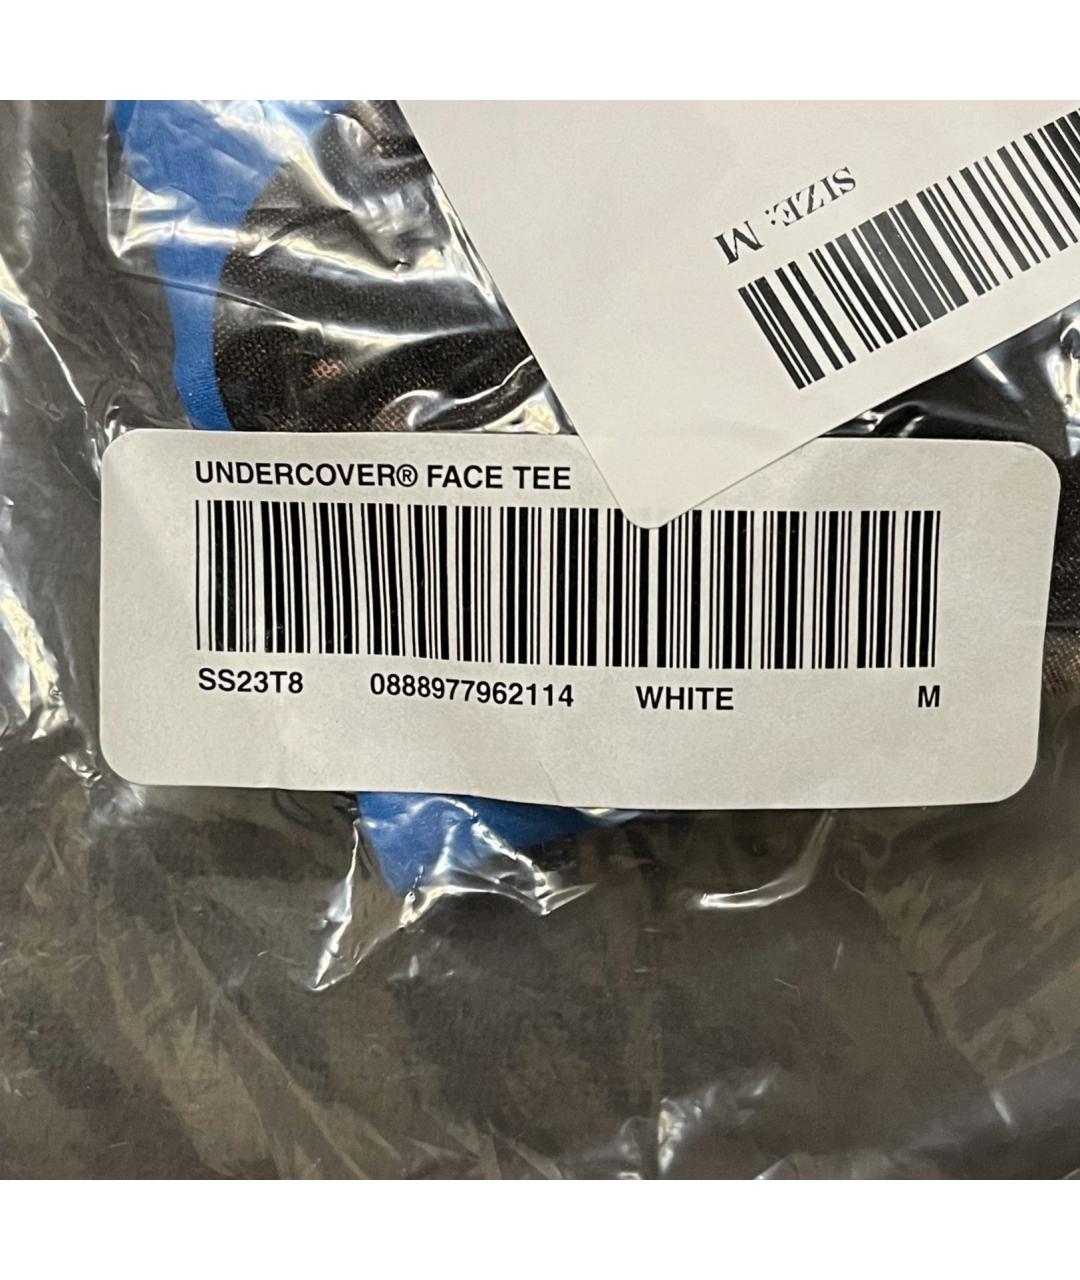 SIZE: M
UNDERCOVER® FACE TEE
SS23T8 0888977962114 WHITE M